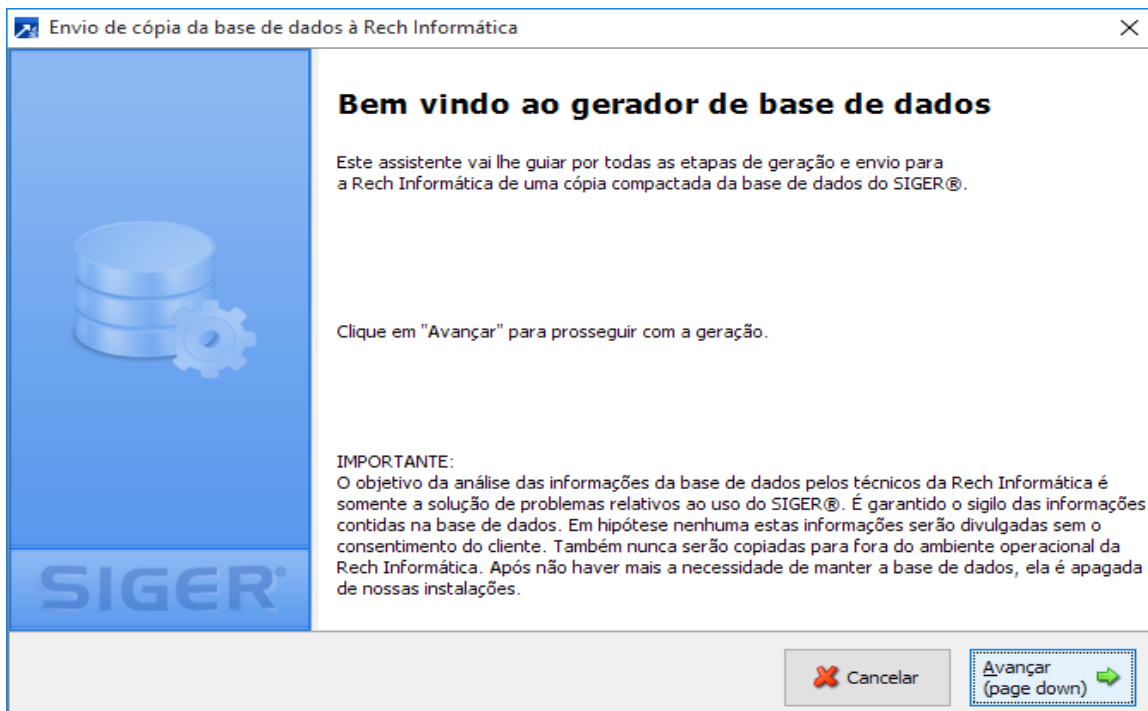 Envio de cópia da base de dados à Rech Informática
Bem vindo ao gerador de base de dados
Este assistente vai lhe guiar por todas as etapas de geração e envio para
a Rech Informática de uma cópia compactada da base de dados do SIGER®.
Clique em "Avançar" para prosseguir com a geração.
IMPORTANTE:
O objetivo da análise das informações da base de dados pelos técnicos da Rech Informática é
somente a solução de problemas relativos ao uso do SIGER®. É garantido o sigilo das informações
contidas na base de dados. Em hipótese nenhuma estas informações serão divulgadas sem o
consentimento do cliente. Também nunca serão copiadas para fora do ambiente operacional da
Rech Informática. Após não haver mais a necessidade de manter a base de dados, ela é apagada
de nossas instalações.
SIGER®
Cancelar
Avançar
(page down)